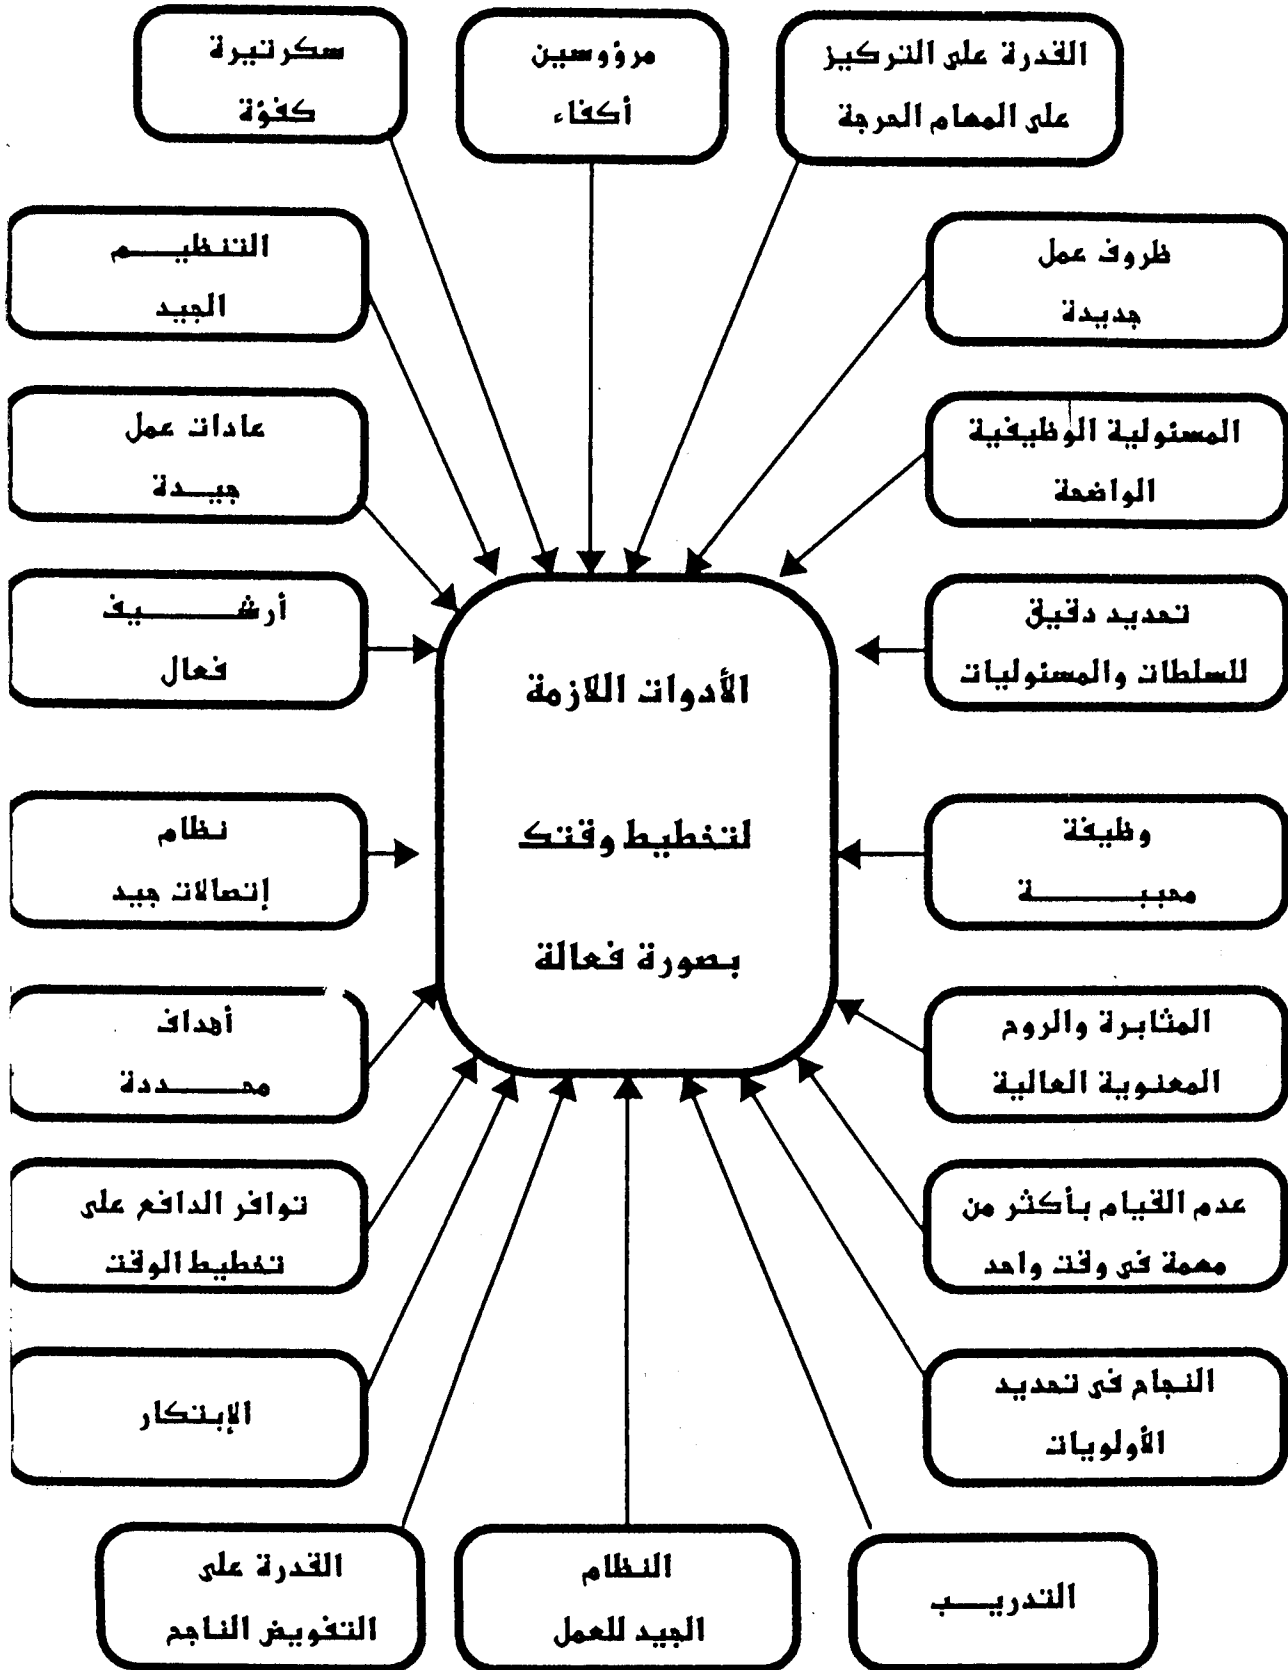 القدرة على التركيز
على المهام الحرجة
مرؤوسين
أكفاء
سكرتيرة
كفؤة
ظروف عمل
جديدة
التنظيم
الجيد
المسئولية الوظيفية
الواضحة
عادات عمل
جيدة
تحديد دقيق
للسلطات والمسئوليات
أرشيف
فعال
الأدوات اللازمة
لتخطيط وقتك
بصورة فعالة
وظيفة
محببة
نظام
إتصالات جيد
المثابرة والروح
المعنوية العالية
أهداف
محددة
عدم القيام بأكثر من
مهمة فى وقت واحد
توافر الدافع على
تخطيط الوقت
النجاح فى تحديد
الأولويات
الإبتكار
التدريب
النظام
الجيد للعمل
القدرة على
التفويض الناجح